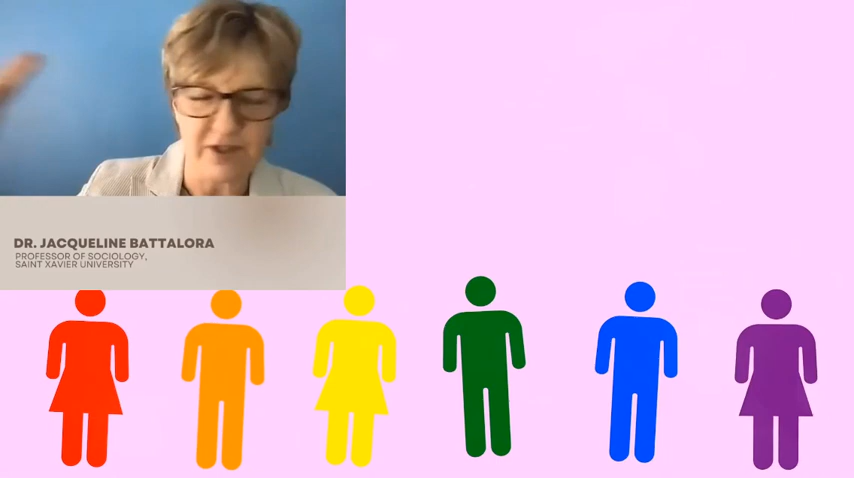 DR. JACQUELINE BATTALORA
PROFESSOR OF SOCIOLOGY,
SAINT XAVIER UNIVERSITY